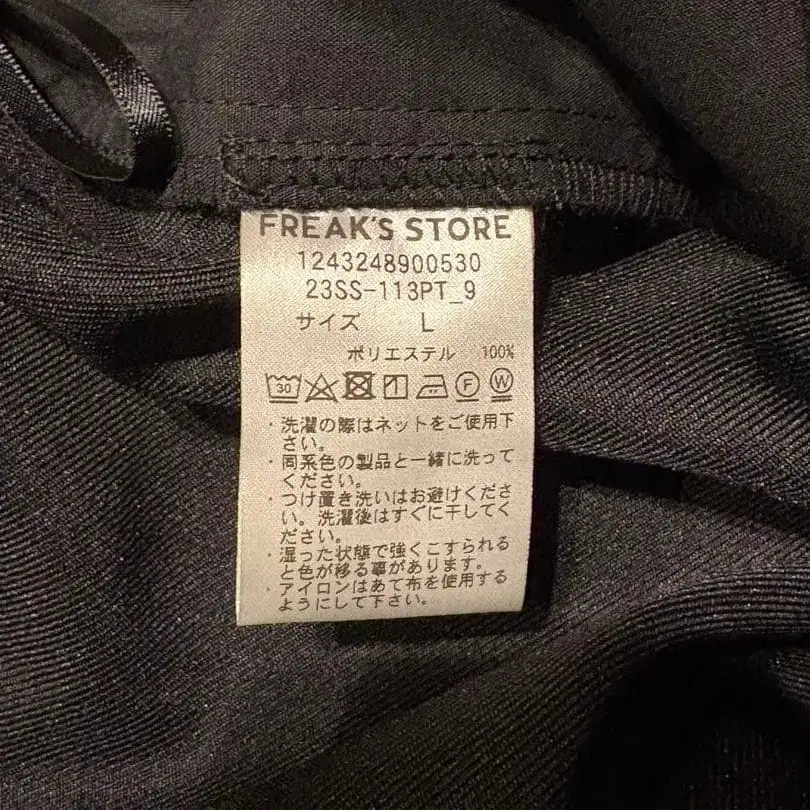 FREAK'S STORE
1243248900530
23SS-113PT_9
サイズ L
ポリエステル 100%
30 F W
・洗濯の際はネットをご使用下
さい。
・同系色の製品と一緒に洗って
ください。
・つけ置き洗いはお避けくださ
い。洗濯後はすぐに干してく
ださい。
・湿った状態で強くこすられる
と色が移る事があります。
・アイロンはあて布を使用する
ようにして下さい。